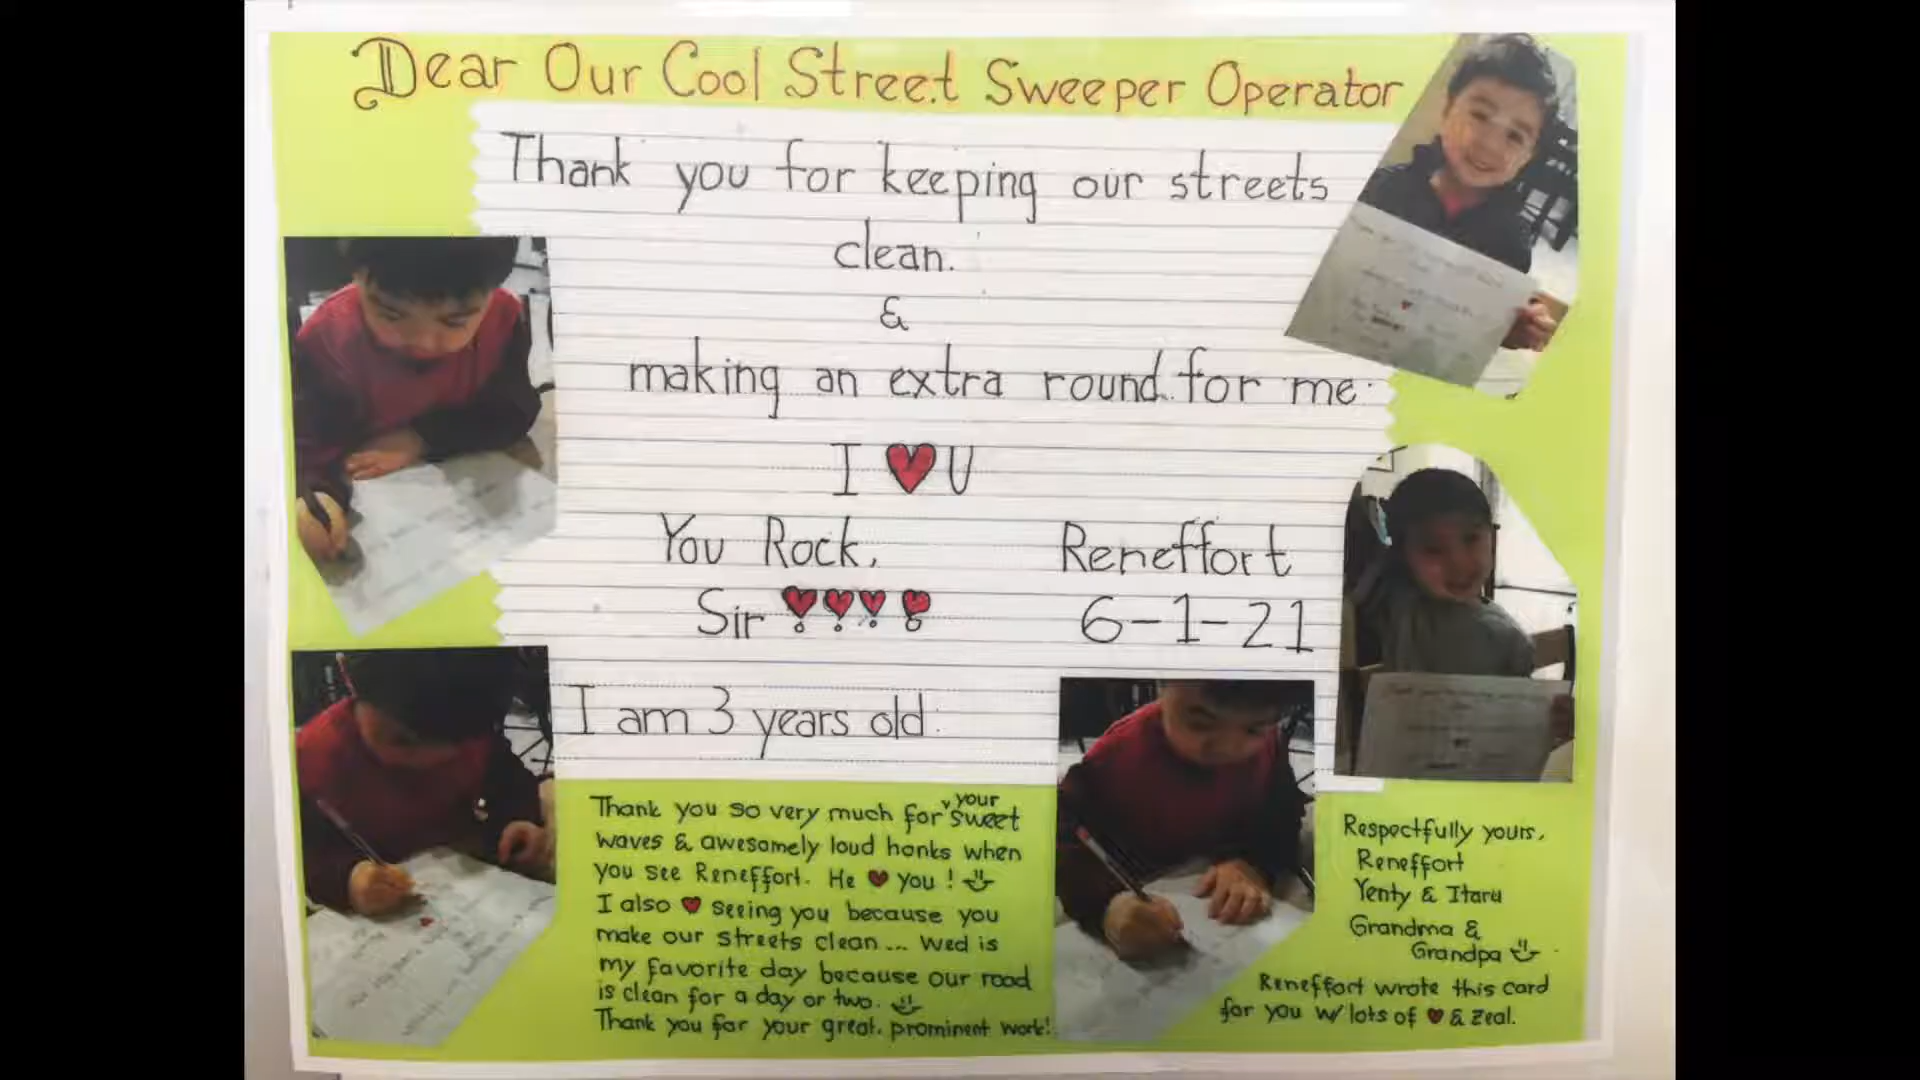 Dear Our Cool Street Sweeper Operator
Thank you for keeping our streets
clean.
&
making an extra round for me.
I ♥ U
You Rock,
Sir
Reneffort
6-1-21
I am 3 years old.
Thank you so very much for your sweet
waves & awesomely loud honks when
you see Reneffort. He ♥ you !
I also ♥ seeing you because you
make our streets clean... Wed is
my favorite day because our road
is clean for a day or two.
Thank you for your great, prominent work!
Respectfully yours,
Reneffort
Yenty & Itaru
Grandma &
Grandpa
Reneffort wrote this card
for you w/ lots of ♥ & zeal.